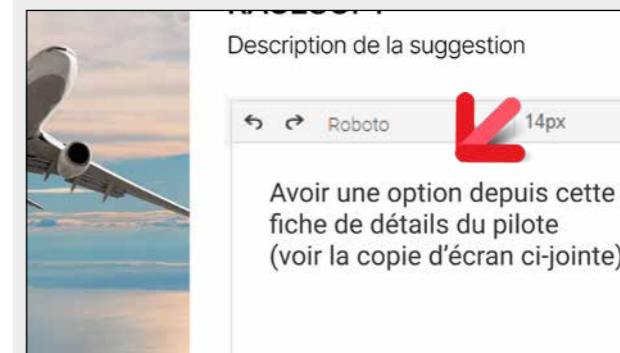 Description de la suggestion
Roboto 14px
Avoir une option depuis cette
fiche de détails du pilote
(voir la copie d'écran ci-jointe)